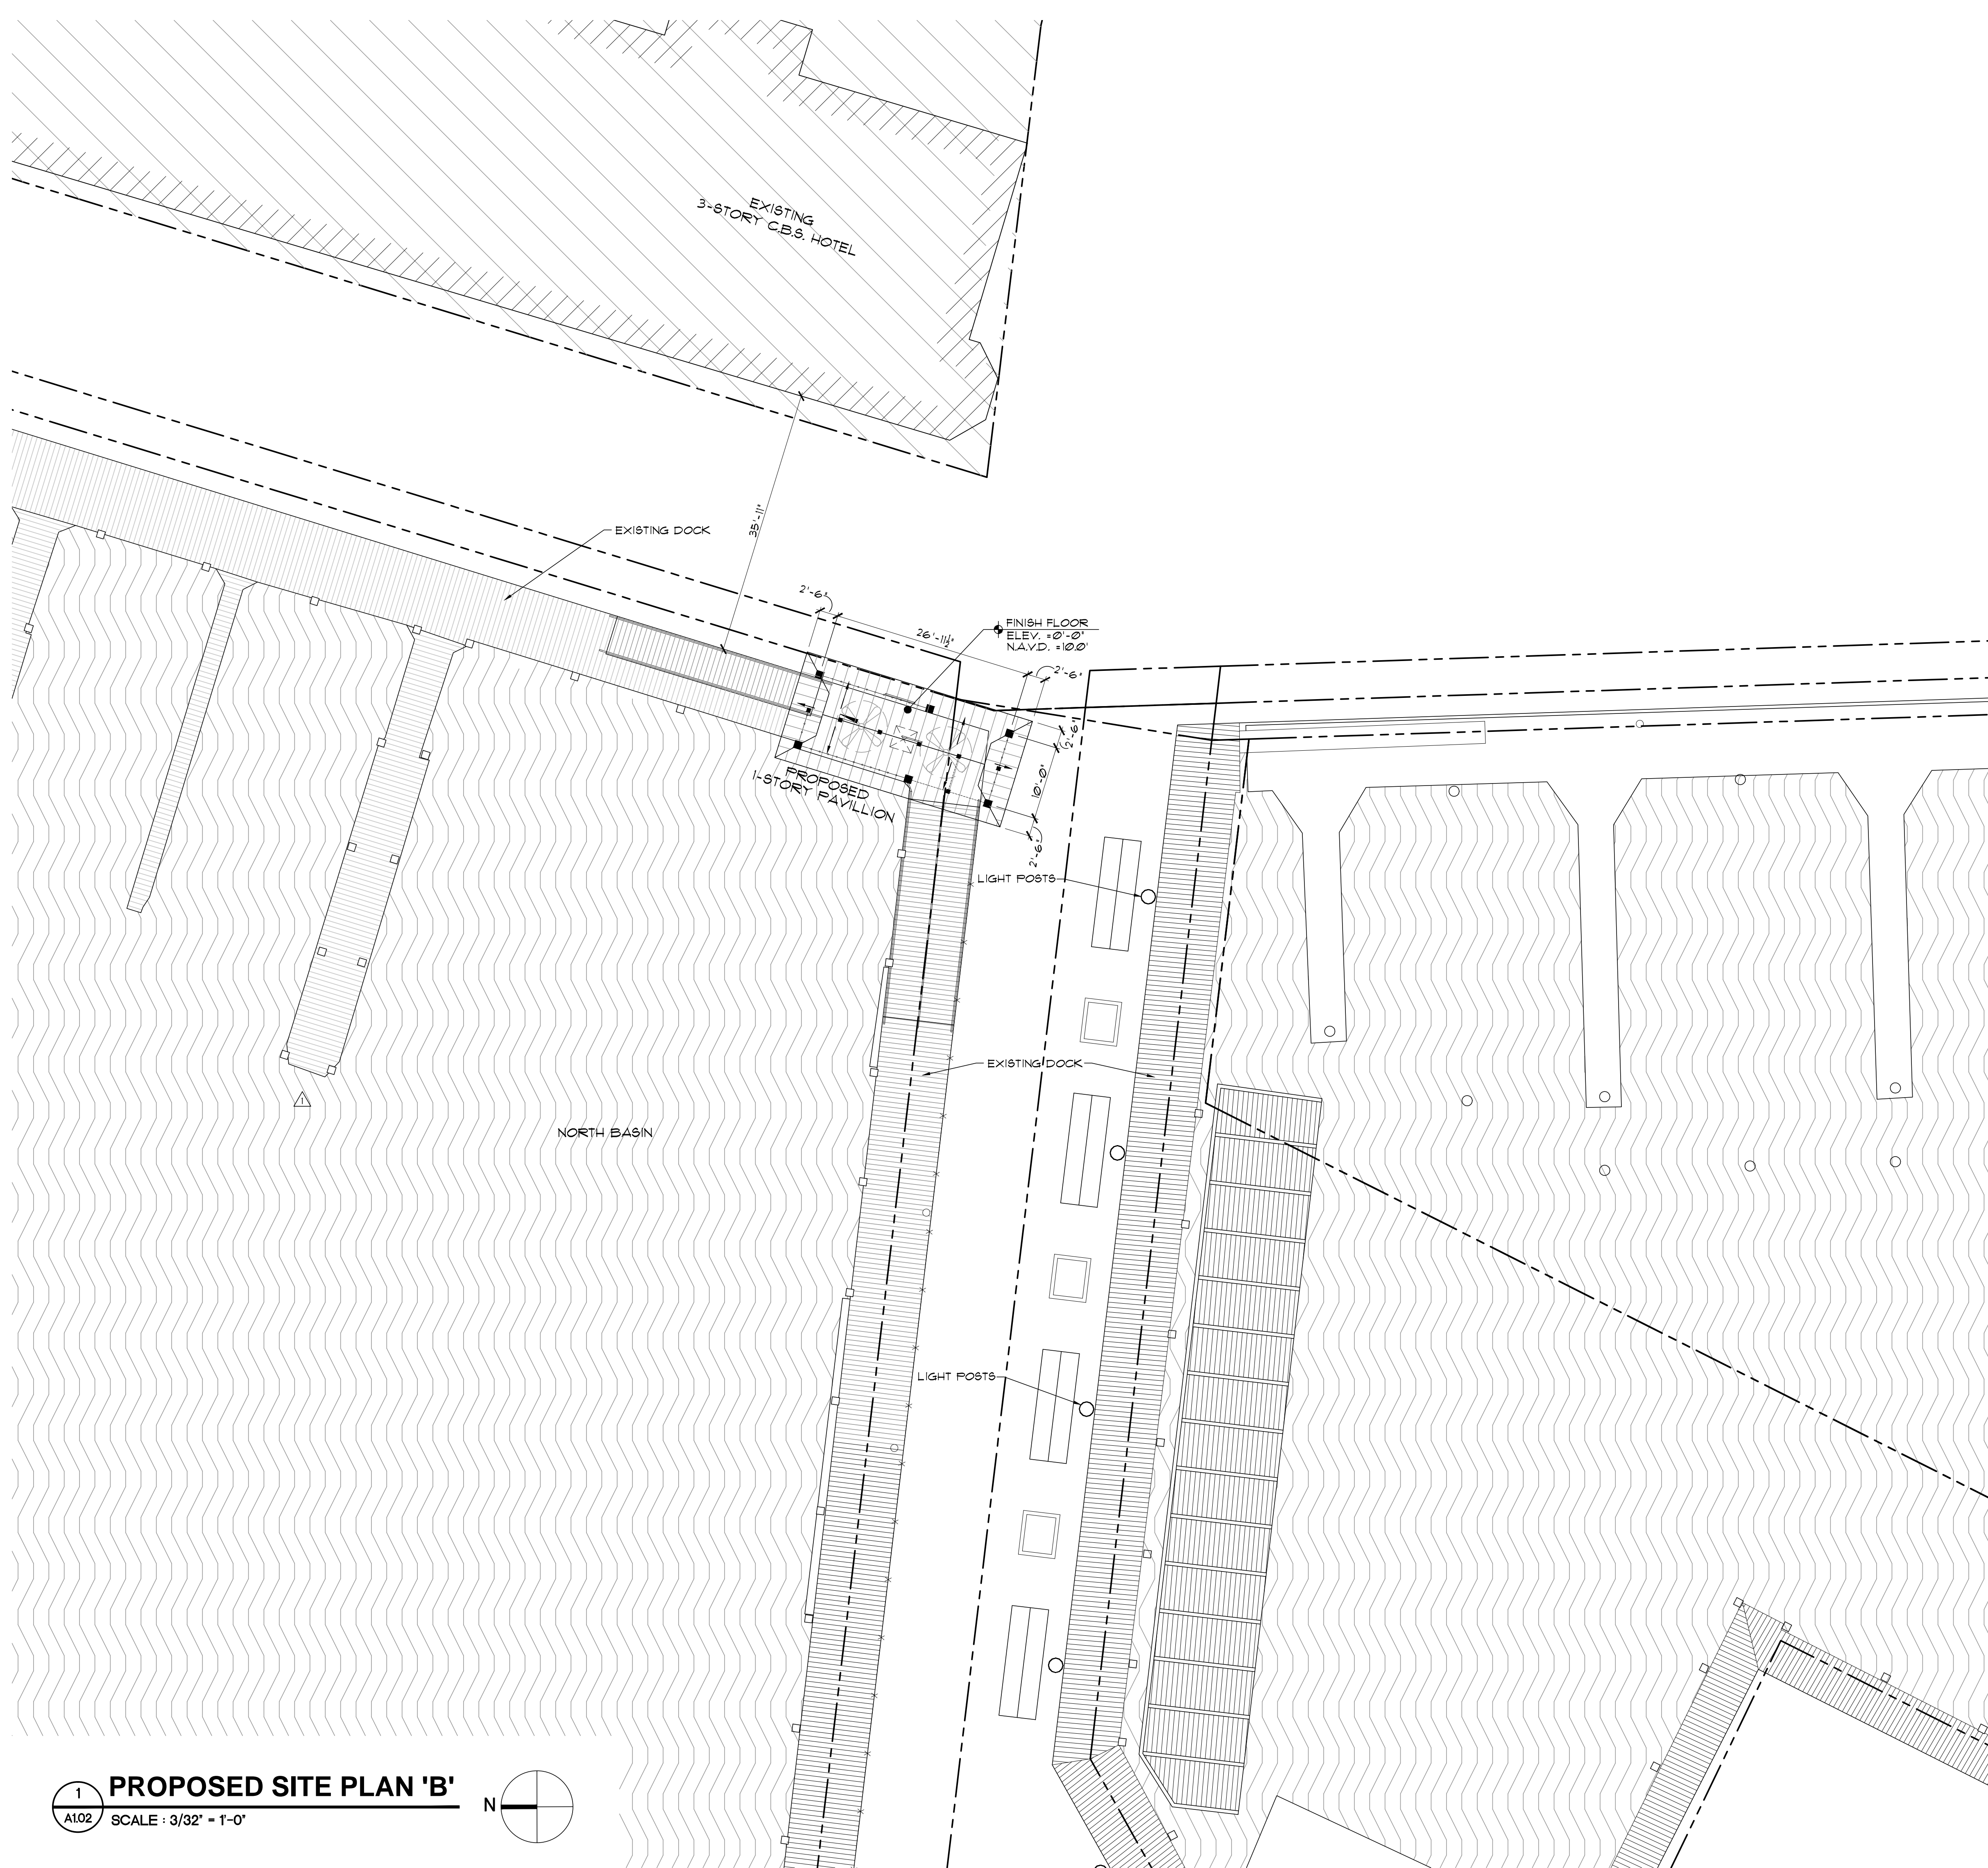 EXISTING
3-STORY C.B.S. HOTEL
EXISTING DOCK
35'-11"
2'-6"
26'-11½"
FINISH FLOOR
ELEV. =0'-0"
N.A.V.D. =10.0'
2'-6"
2'-6"
10'-0"
2'-6"
PROPOSED
1-STORY PAVILLION
LIGHT POSTS
EXISTING DOCK
1
NORTH BASIN
LIGHT POSTS
1
A1.02
PROPOSED SITE PLAN 'B'
SCALE : 3/32" = 1'-0"
N